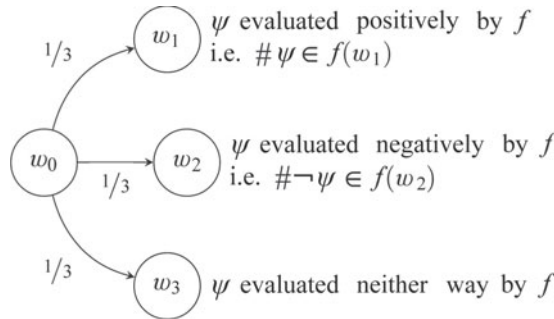 1/3
w₁
ψ evaluated positively by f
i.e. # ψ ∈ f(w₁)
w₀
1/3
w₂
ψ evaluated negatively by f
i.e. #¬ψ ∈ f(w₂)
1/3
w₃
ψ evaluated neither way by f